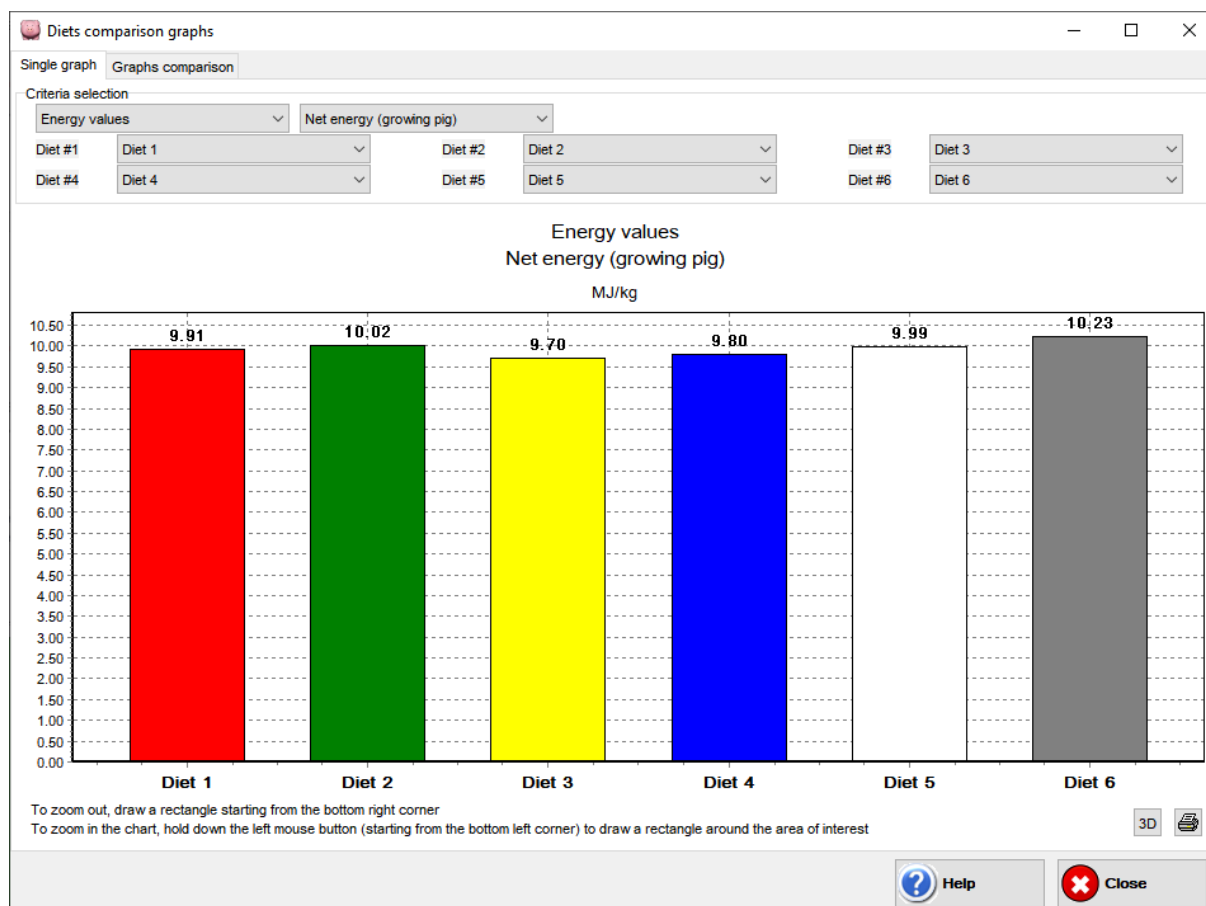 Diets comparison graphs
Single graph Graphs comparison
Criteria selection
Energy values Net energy (growing pig)
Diet #1 Diet 1 Diet #2 Diet 2 Diet #3 Diet 3
Diet #4 Diet 4 Diet #5 Diet 5 Diet #6 Diet 6
Energy values
Net energy (growing pig)
MJ/kg
9.91 10.02 9.70 9.80 9.99 10.23
10.50
10.00
9.50
9.00
8.50
8.00
7.50
7.00
6.50
6.00
5.50
5.00
4.50
4.00
3.50
3.00
2.50
2.00
1.50
1.00
0.50
0.00
Diet 1 Diet 2 Diet 3 Diet 4 Diet 5 Diet 6
To zoom out, draw a rectangle starting from the bottom right corner
To zoom in the chart, hold down the left mouse button (starting from the bottom left corner) to draw a rectangle around the area of interest
3D
Help Close